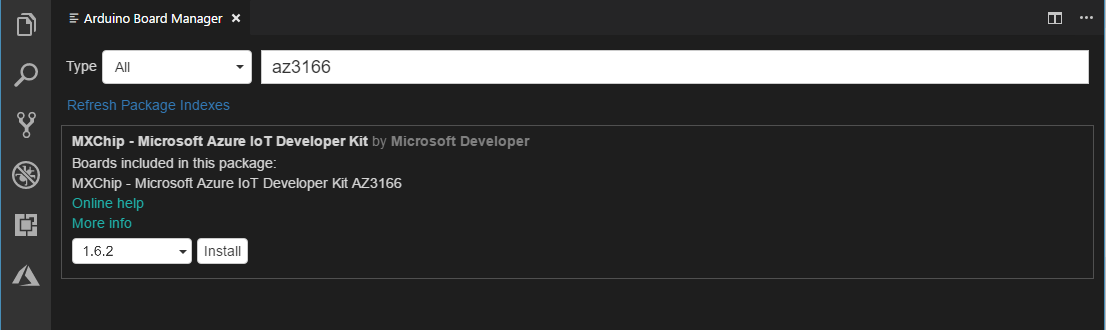 Arduino Board Manager
Type All az3166
Refresh Package Indexes
MXChip - Microsoft Azure IoT Developer Kit by Microsoft Developer
Boards included in this package:
MXChip - Microsoft Azure IoT Developer Kit AZ3166
Online help
More info
1.6.2 Install